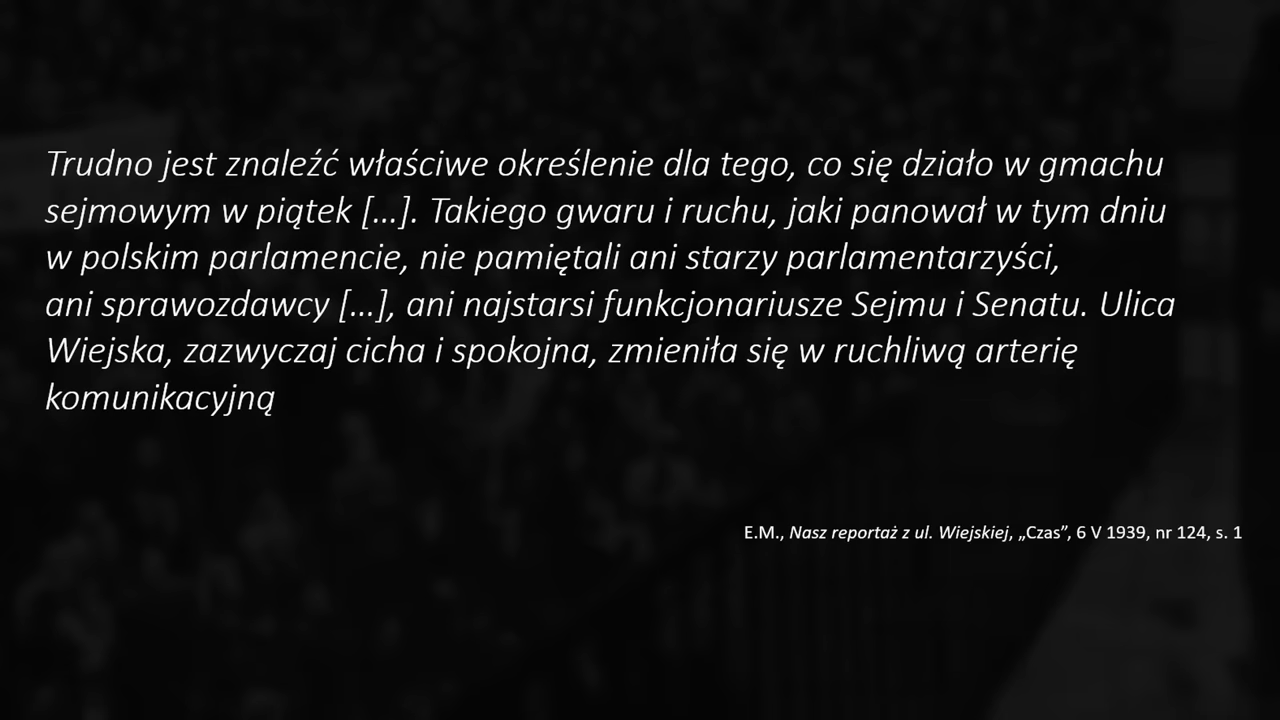 Trudno jest znaleźć właściwe określenie dla tego, co się działo w gmachu
sejmowym w piątek [...]. Takiego gwaru i ruchu, jaki panował w tym dniu
w polskim parlamencie, nie pamiętali ani starzy parlamentarzyści,
ani sprawozdawcy [...], ani najstarsi funkcjonariusze Sejmu i Senatu. Ulica
Wiejska, zazwyczaj cicha i spokojna, zmieniła się w ruchliwą arterię
komunikacyjną
E.M., Nasz reportaż z ul. Wiejskiej, „Czas”, 6 V 1939, nr 124, s. 1